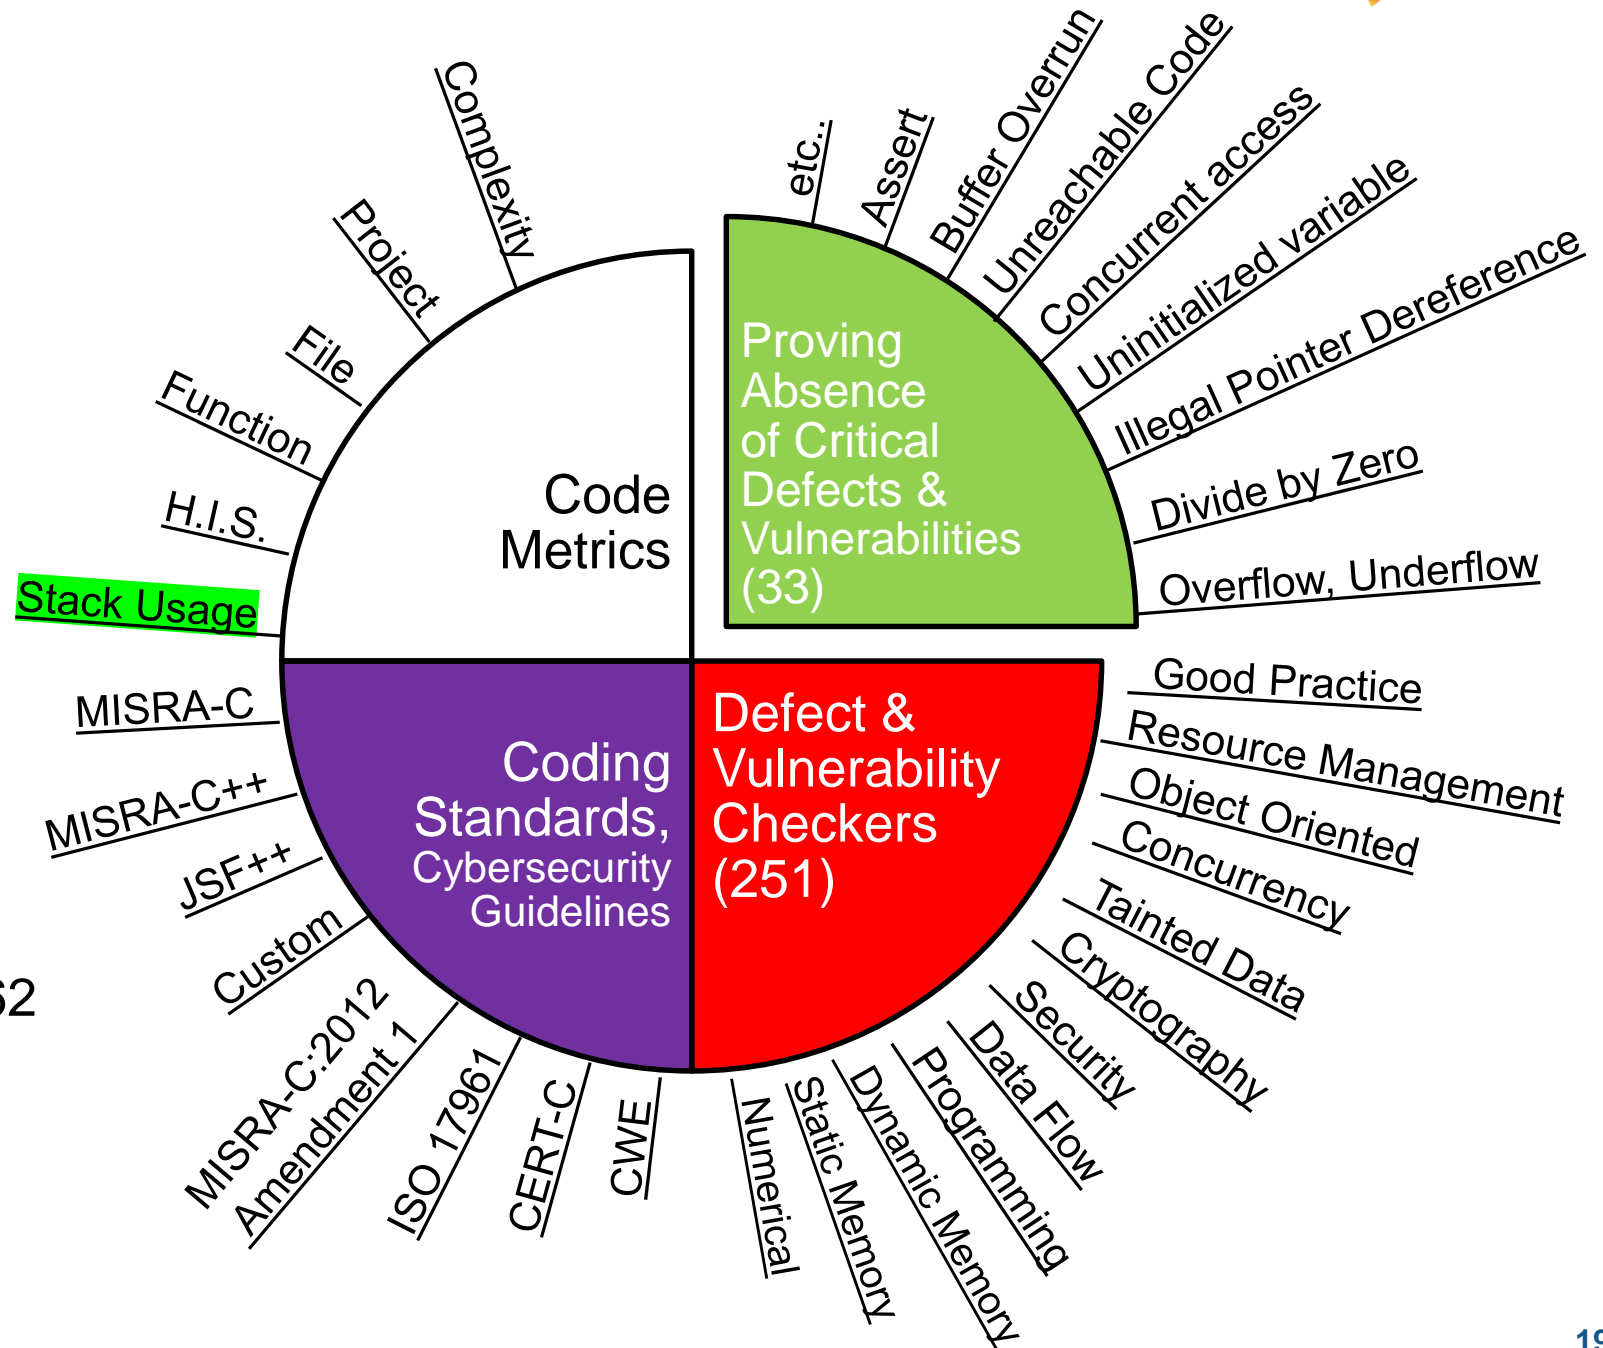 Complexity
Project
File
Function
H.I.S.
Stack Usage
Code
Metrics
etc..
Assert
Buffer Overrun
Unreachable Code
Concurrent access
Uninitialized variable
Illegal Pointer Dereference
Divide by Zero
Overflow, Underflow
Proving
Absence
of Critical
Defects &
Vulnerabilities
(33)
MISRA-C
MISRA-C++
JSF++
Custom
MISRA-C:2012
Amendment 1
ISO 17961
CERT-C
CWE
Coding
Standards,
Cybersecurity
Guidelines
Defect &
Vulnerability
Checkers
(251)
Good Practice
Resource Management
Object Oriented
Concurrency
Tainted Data
Cryptography
Security
Data Flow
Programming
Dynamic Memory
Static Memory
Numerical